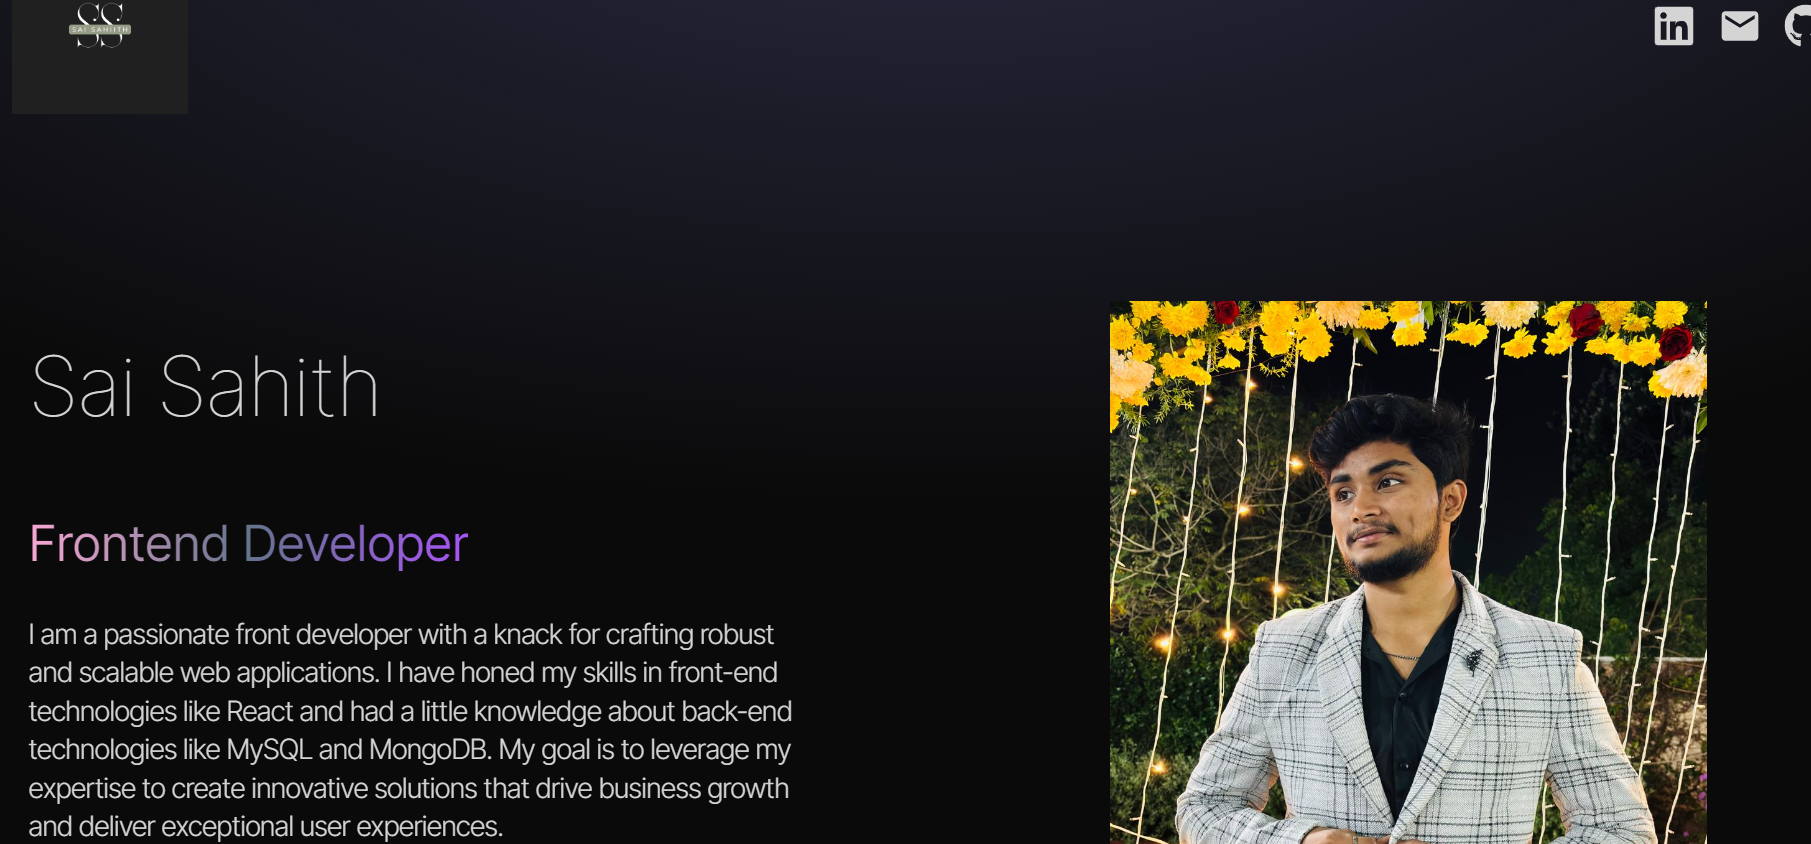 SS
SAI SAHIITH
in
Sai Sahith
Frontend Developer
I am a passionate front developer with a knack for crafting robust
and scalable web applications. I have honed my skills in front-end
technologies like React and had a little knowledge about back-end
technologies like MySQL and MongoDB. My goal is to leverage my
expertise to create innovative solutions that drive business growth
and deliver exceptional user experiences.